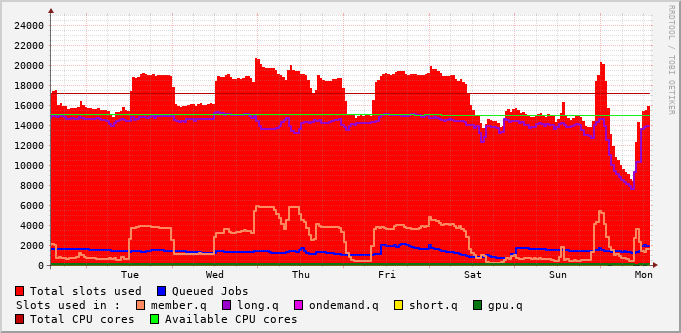 RRDTOOL / TOBI OETIKER
24000
22000
20000
18000
16000
14000
12000
10000
8000
6000
4000
2000
0
Tue Wed Thu Fri Sat Sun Mon
Total slots used Queued Jobs
Slots used in : member.q long.q ondemand.q short.q gpu.q
Total CPU cores Available CPU cores